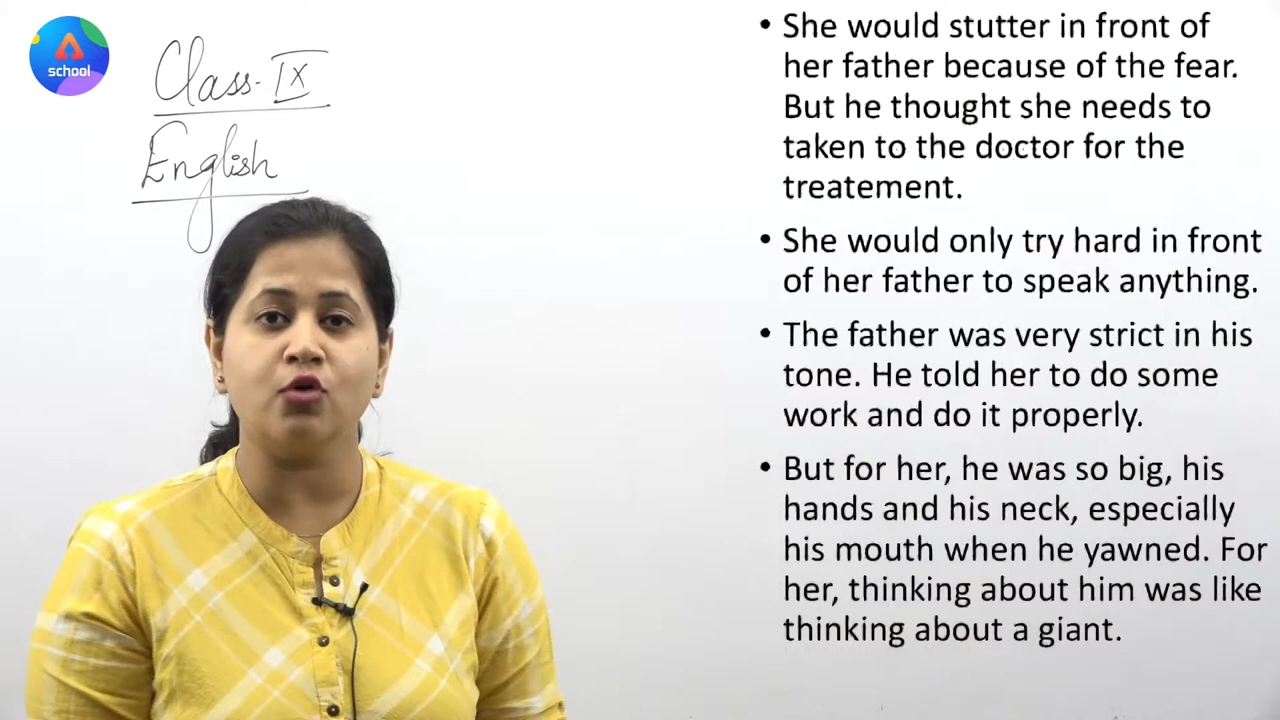 A
school
Class-IX
English
• She would stutter in front of
her father because of the fear.
But he thought she needs to
taken to the doctor for the
treatement.
• She would only try hard in front
of her father to speak anything.
• The father was very strict in his
tone. He told her to do some
work and do it properly.
• But for her, he was so big, his
hands and his neck, especially
his mouth when he yawned. For
her, thinking about him was like
thinking about a giant.